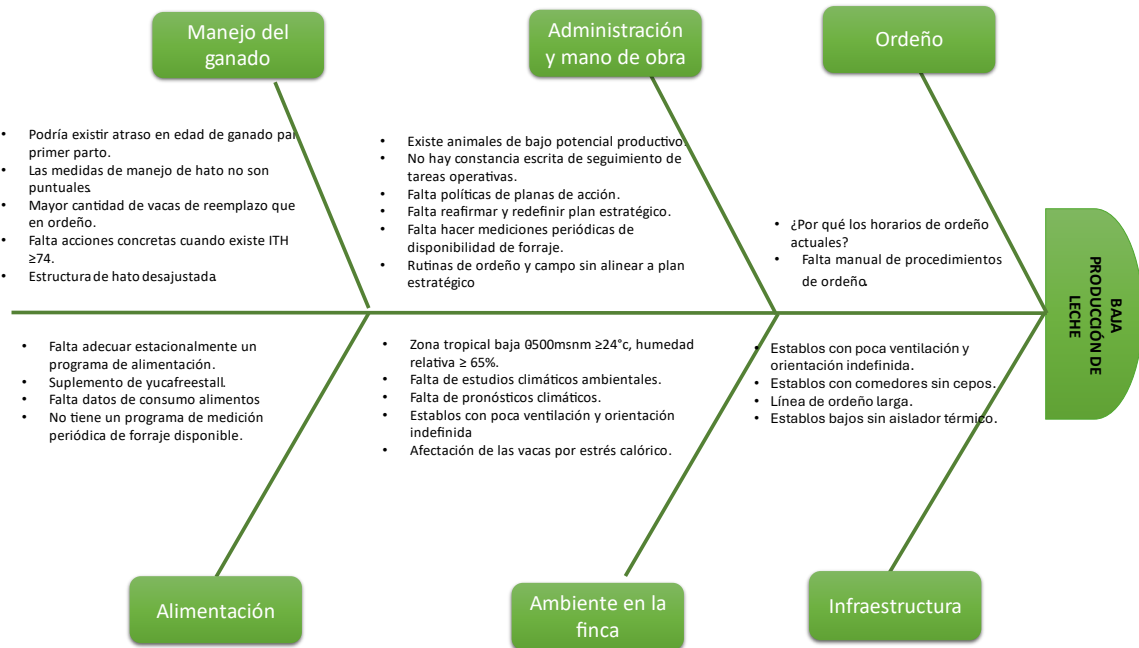 Manejo del
ganado
Administración
y mano de obra
Ordeño
• Podría existir atraso en edad de ganado par
primer parto.
• Las medidas de manejo de hato no son
puntuales.
• Mayor cantidad de vacas de reemplazo que
en ordeño.
• Falta acciones concretas cuando existe ITH
≥74.
• Estructura de hato desajustada.
• Existe animales de bajo potencial productivo.
• No hay constancia escrita de seguimiento de
tareas operativas.
• Falta políticas de planas de acción.
• Falta reafirmar y redefinir plan estratégico.
• Falta hacer mediciones periódicas de
disponibilidad de forraje.
• Rutinas de ordeño y campo sin alinear a plan
estratégico
• ¿Por qué los horarios de ordeño
actuales?
• Falta manual de procedimientos
de ordeño.
BAJA
PRODUCCIÓN DE
LECHE
• Falta adecuar estacionalmente un
programa de alimentación.
• Suplemento de yucafreestall.
• Falta datos de consumo alimentos
• No tiene un programa de medición
periódica de forraje disponible.
• Zona tropical baja 0500msnm ≥24°c, humedad
relativa ≥ 65%.
• Falta de estudios climáticos ambientales.
• Falta de pronósticos climáticos.
• Establos con poca ventilación y orientación
indefinida
• Afectación de las vacas por estrés calórico.
• Establos con poca ventilación y
orientación indefinida.
• Establos con comedores sin cepos.
• Línea de ordeño larga.
• Establos bajos sin aislador térmico.
Alimentación
Ambiente en la
finca
Infraestructura